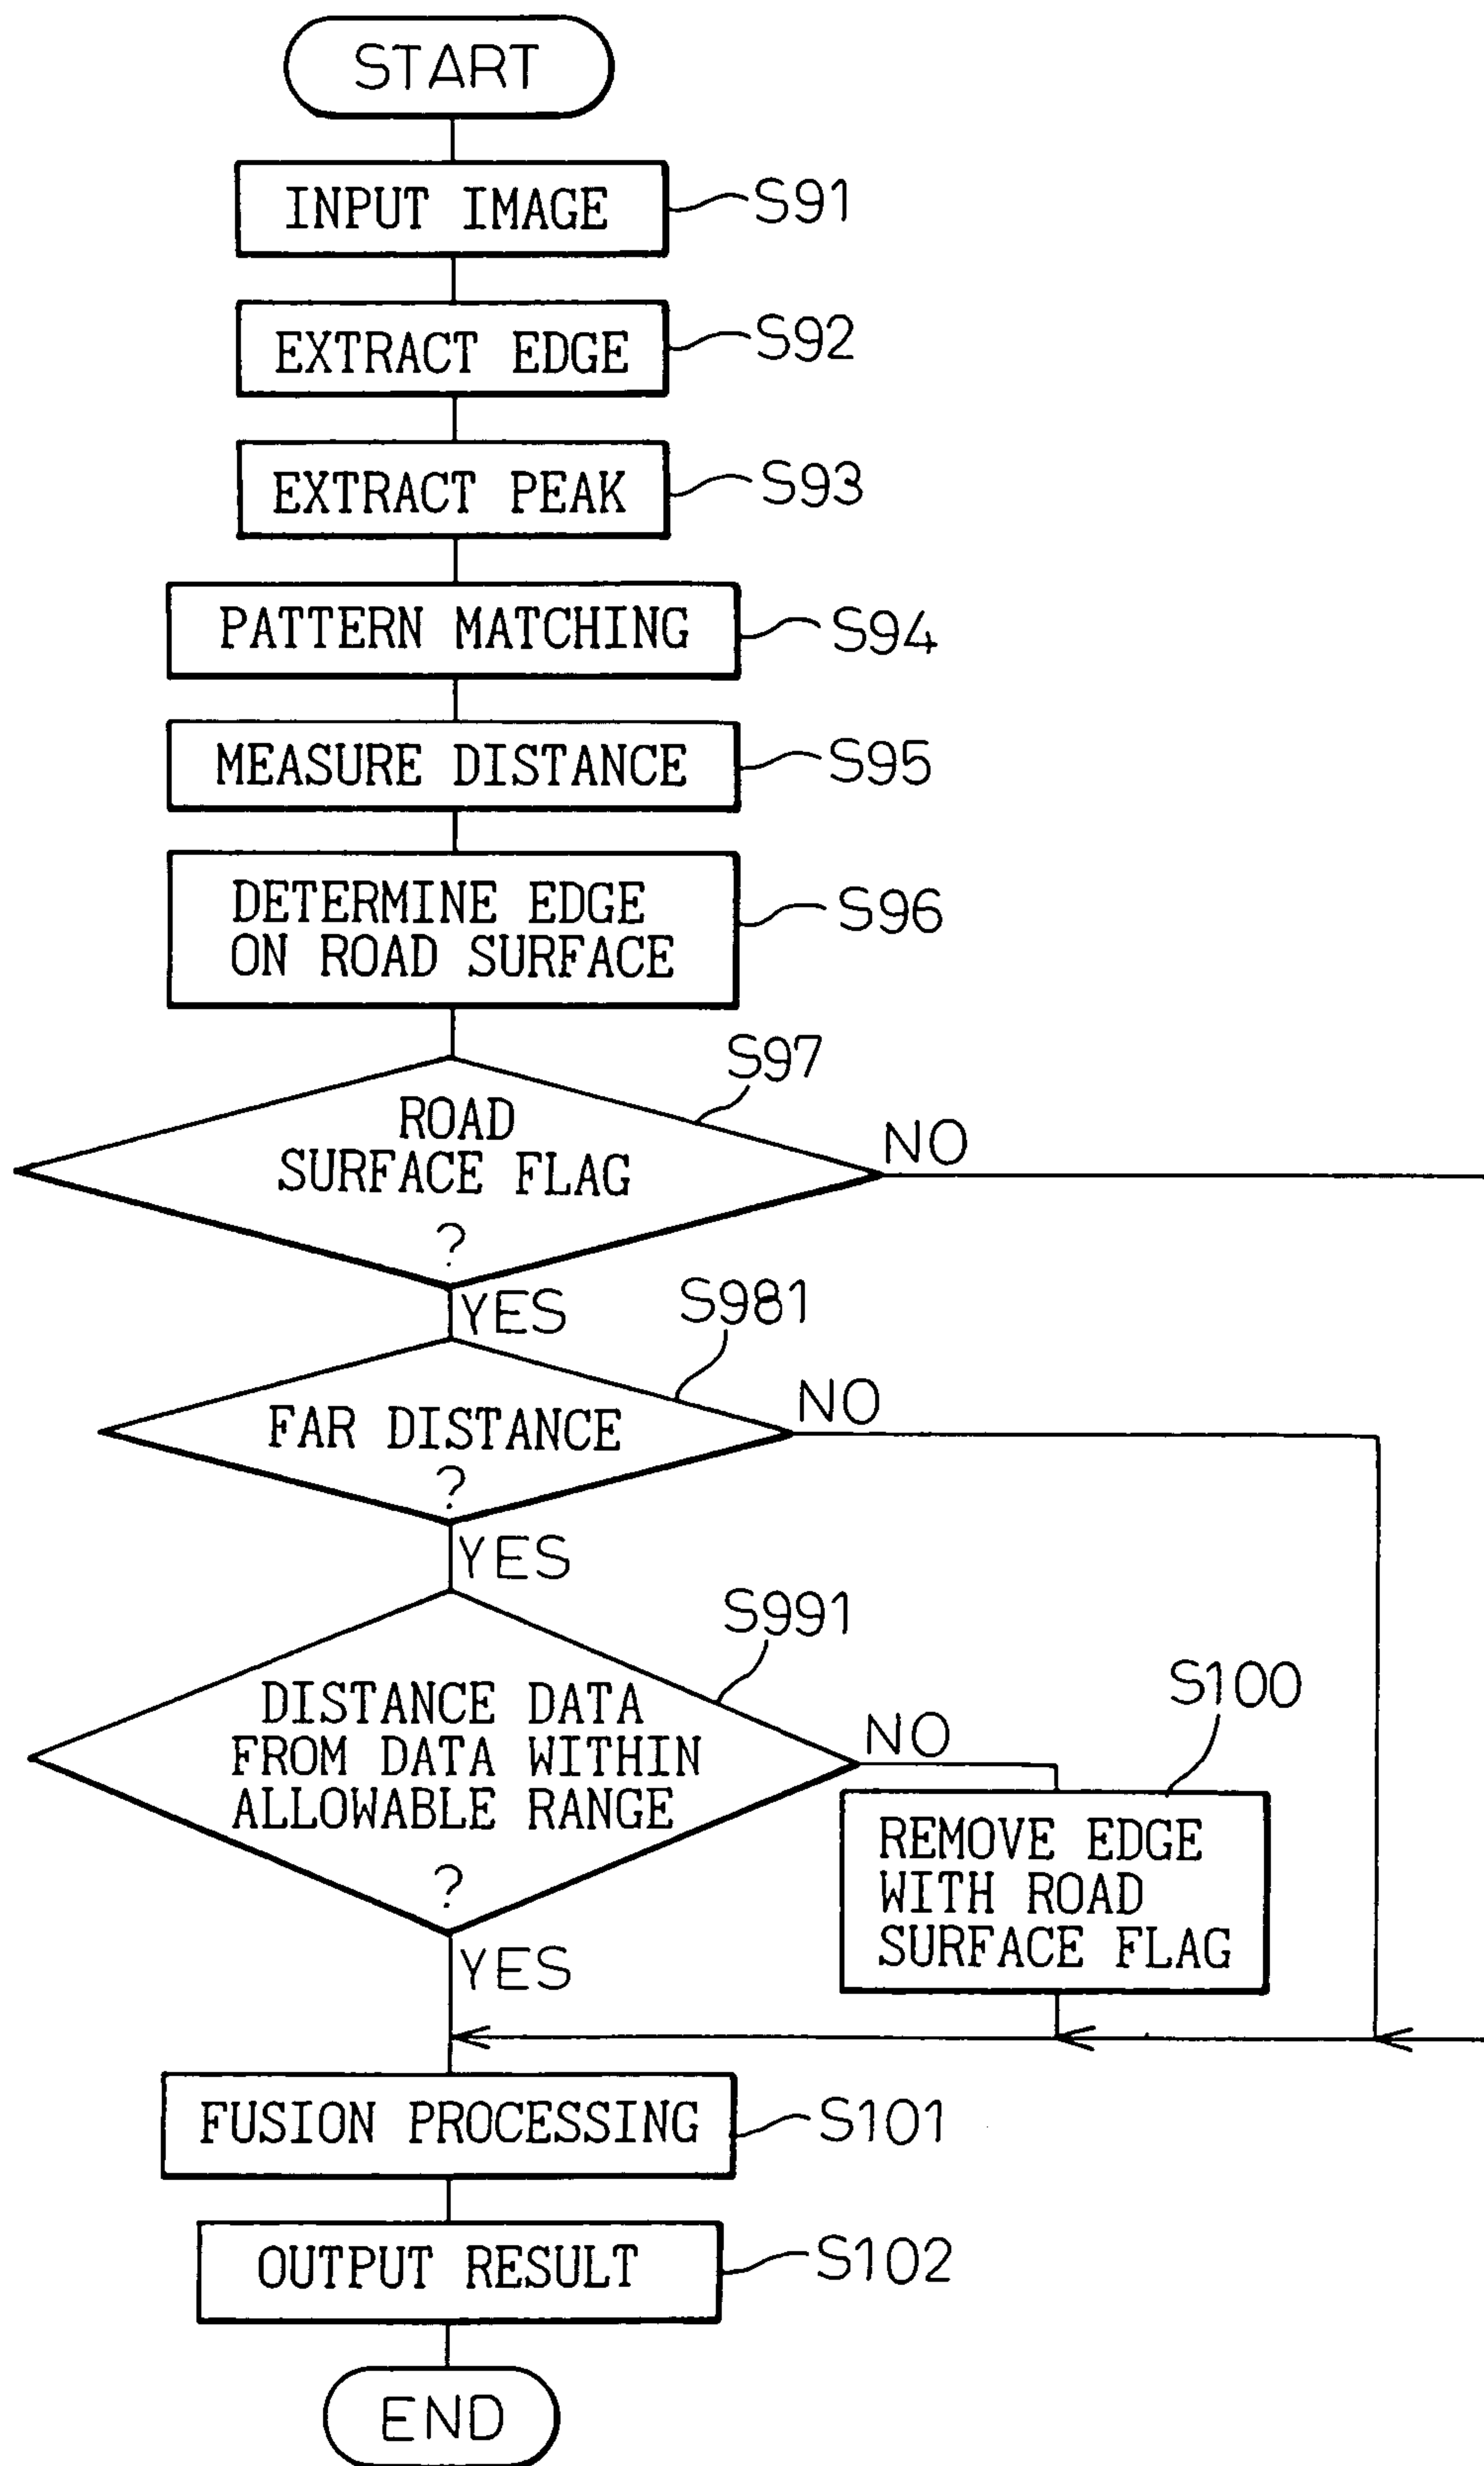 START
INPUT IMAGE
S91
EXTRACT EDGE
S92
EXTRACT PEAK
S93
PATTERN MATCHING
S94
MEASURE DISTANCE
S95
DETERMINE EDGE
ON ROAD SURFACE
S96
S97
ROAD
SURFACE FLAG
?
NO
YES
S981
FAR DISTANCE
?
NO
YES
S991
DISTANCE DATA
FROM DATA WITHIN
ALLOWABLE RANGE
?
NO
S100
REMOVE EDGE
WITH ROAD
SURFACE FLAG
YES
FUSION PROCESSING
S101
OUTPUT RESULT
S102
END